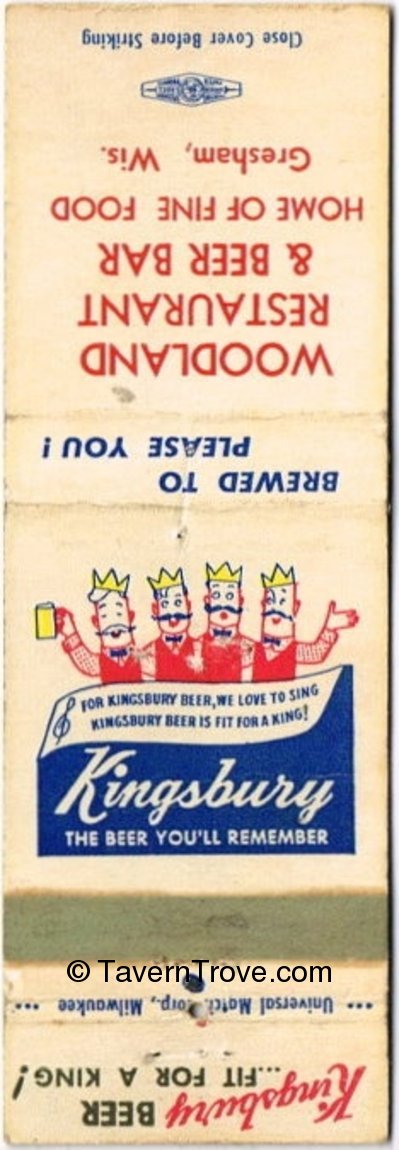 Close Cover Before Striking
WOODLAND
RESTAURANT
& BEER BAR
HOME OF FINE FOOD
Gresham, Wis.
BREWED TO
PLEASE YOU!
FOR KINGSBURY BEER, WE LOVE TO SING
KINGSBURY BEER IS FIT FOR A KING!
Kingsbury
THE BEER YOU'LL REMEMBER
© TavernTrove.com
... Universal Match Corp., Milwaukee ...
Kingsbury BEER
...FIT FOR A KING!